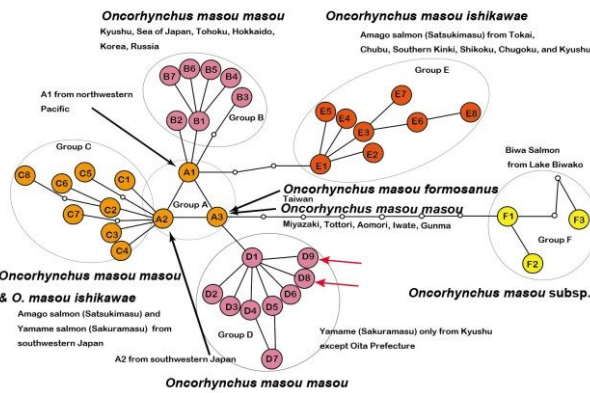 Oncorhynchus masou masou
Kyushu, Sea of Japan, Tohoku, Hokkaido,
Korea, Russia
Oncorhynchus masou ishikawae
Amago salmon (Satsukimasu) from Tokai,
Chubu, Southern Kinki, Shikoku, Chugoku, and Kyushu
B7
B6
B5
B4
B3
B2
B1
Group B
A1 from northwestern
Pacific
Group E
E7
E5
E4
E3
E6
E8
E2
E1
Group C
C8
C6
C5
C1
C7
C2
C3
C4
A1
Group A
A2
A3
Oncorhynchus masou formosanus
Taiwan
Oncorhynchus masou masou
Miyazaki, Tottori, Aomori, Iwate, Gunma
Biwa Salmon
from Lake Biwako
F1
F3
Group F
F2
Oncorhynchus masou subsp.
Oncorhynchus masou masou
& O. masou ishikawae
Amago salmon (Satsukimasu) and
Yamame salmon (Sakuramasu) from
southwestern Japan
D1
D9
D8
D2
D3
D4
D5
D6
Group D
D7
Yamame (Sakuramasu) only from Kyushu
except Oita Prefecture
A2 from southwestern Japan
Oncorhynchus masou masou